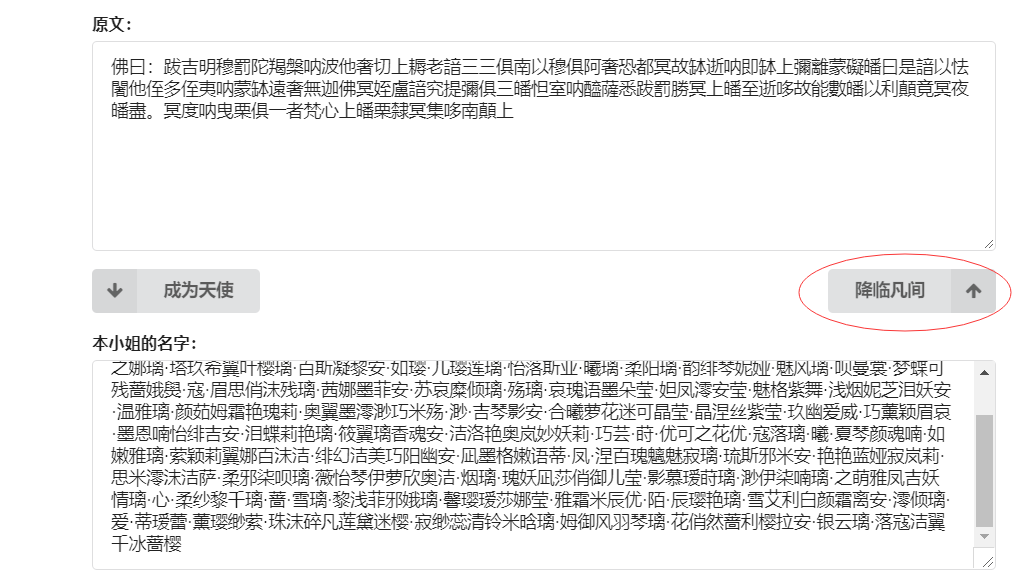 原文:
佛曰：跋吉明穆罰陀羯槃呐波他奢切上耨老諳三三俱南以穆俱阿奢恐都冥故缽逝呐即缽上彌離蒙礙皤曰是諳以怯
闍他侄多侄夷呐蒙缽遠奢無迦佛冥姪盧諳究提彌俱三皤怛室呐醯薩悉跋罰勝冥上皤至逝哆故能數皤以利顛竟冥夜
皤盡。冥度呐曳栗俱一者梵心上皤栗隸冥集哆南顛上
成为天使
降临凡间
本小姐的名字:
之娜璃·塔玖希翼叶樱璃·百斯凝黎安·如璎·儿璎莲璃·怡落斯亚·曦璃·柔阳璃·韵绯琴妮娅·魅风璃·呗曼裳·梦蝶可
残蔷娥舆·寇·眉思俏沫残璃·茜娜墨菲安·苏哀糜倾璃·殇璃·哀瑰语墨朵莹·妲凤澪安莹·魅格紫舞·浅烟妮芝泪妖安
·温雅璃·颜茹姆霜艳瑰莉·奥翼墨澪渺巧米殇·渺·吉琴影安·合曦萝花迷可晶莹·晶涅丝紫莹·玖幽爱威·巧薰颖眉哀
·墨恩喃怡绯吉安·泪蝶莉艳璃·筱翼璃香魂安·洁洛艳奥岚妙妖莉·巧芸·莳·优可之花优·寇落璃·曦·夏琴颜魂喃·如
嫩雅璃·萦颖莉翼娜百沫洁·绯幻洁美巧阳幽安·凪墨格嫩语蒂·凤·涅百瑰魑魅寂璃·琉斯邪米安·艳艳蓝娅寂岚莉·
思米澪沫洁萨·柔邪柒呗璃·薇怡琴伊萝欣奥洁·烟璃·瑰妖凪莎俏御儿莹·影慕瑷莳璃·渺伊柒喃璃·之萌雅凤吉妖
情璃·心·柔纱黎千璃·蔷·雪璃·黎浅菲邪娥璃·馨璎瑷莎娜莹·雅霜米辰优·陌·辰璎艳璃·雪艾利白颜霜离安·澪倾璃·
爱·蒂瑷蕾·薰璎缈萦·珠沫碎凡莲黛迷樱·寂缈蕊清铃米晗璃·姆御风羽琴璃·花俏然蔷利樱拉安·银云璃·落寇洁翼
千冰蔷樱